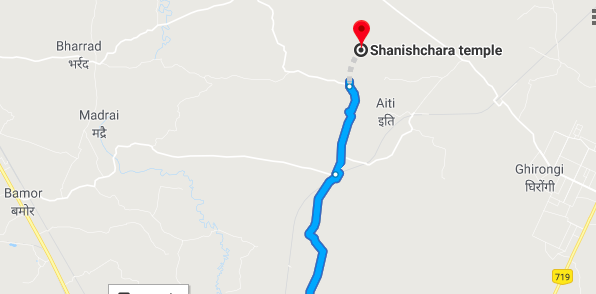 Shanishchara temple
Bharrad
भर्रद
Aiti
इति
Madrai
मद्रै
Ghirongi
घिरोंगी
Bamor
बमोर
719